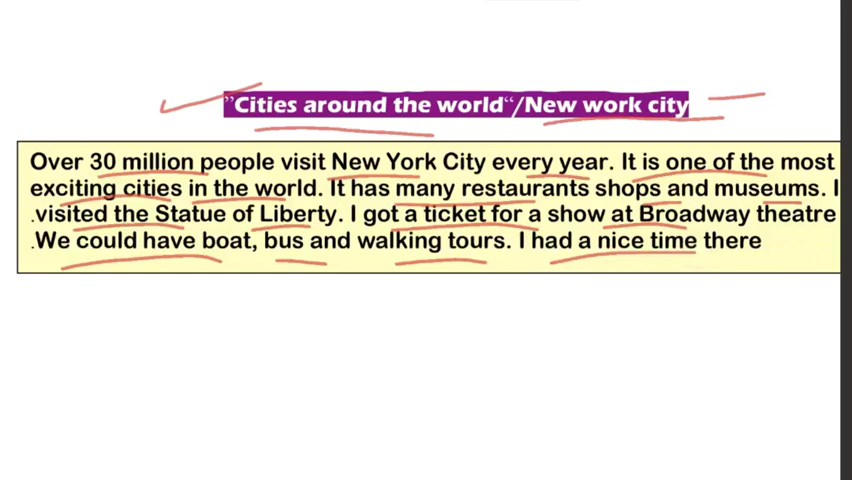 "Cities around the world"/New work city
Over 30 million people visit New York City every year. It is one of the most
exciting cities in the world. It has many restaurants shops and museums. I
.visited the Statue of Liberty. I got a ticket for a show at Broadway theatre
.We could have boat, bus and walking tours. I had a nice time there